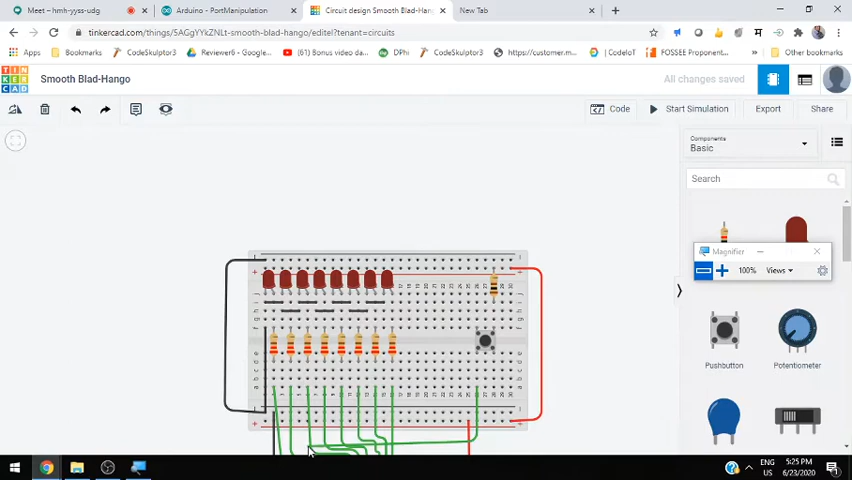 Meet – hmh-yyss-udg
Arduino - PortManipulation
Circuit design Smooth Blad-Han
New Tab
tinkercad.com/things/5AGgYYkZNLt-smooth-blad-hango/editel?tenant=circuits
Apps
Bookmarks
CodeSkulptor3
Reviewer6 - Google...
(61) Bonus video da...
DPhi
CodeSkulptor3
https://customer.m...
CodeIoT
FOSSEE Proponent...
Other bookmarks
TIN
KER
CAD
Smooth Blad-Hango
All changes saved
Code
Start Simulation
Export
Share
Components
Basic
Search
Magnifier
100%
Views
Pushbutton
Potentiometer
ENG
US
5:25 PM
6/23/2020